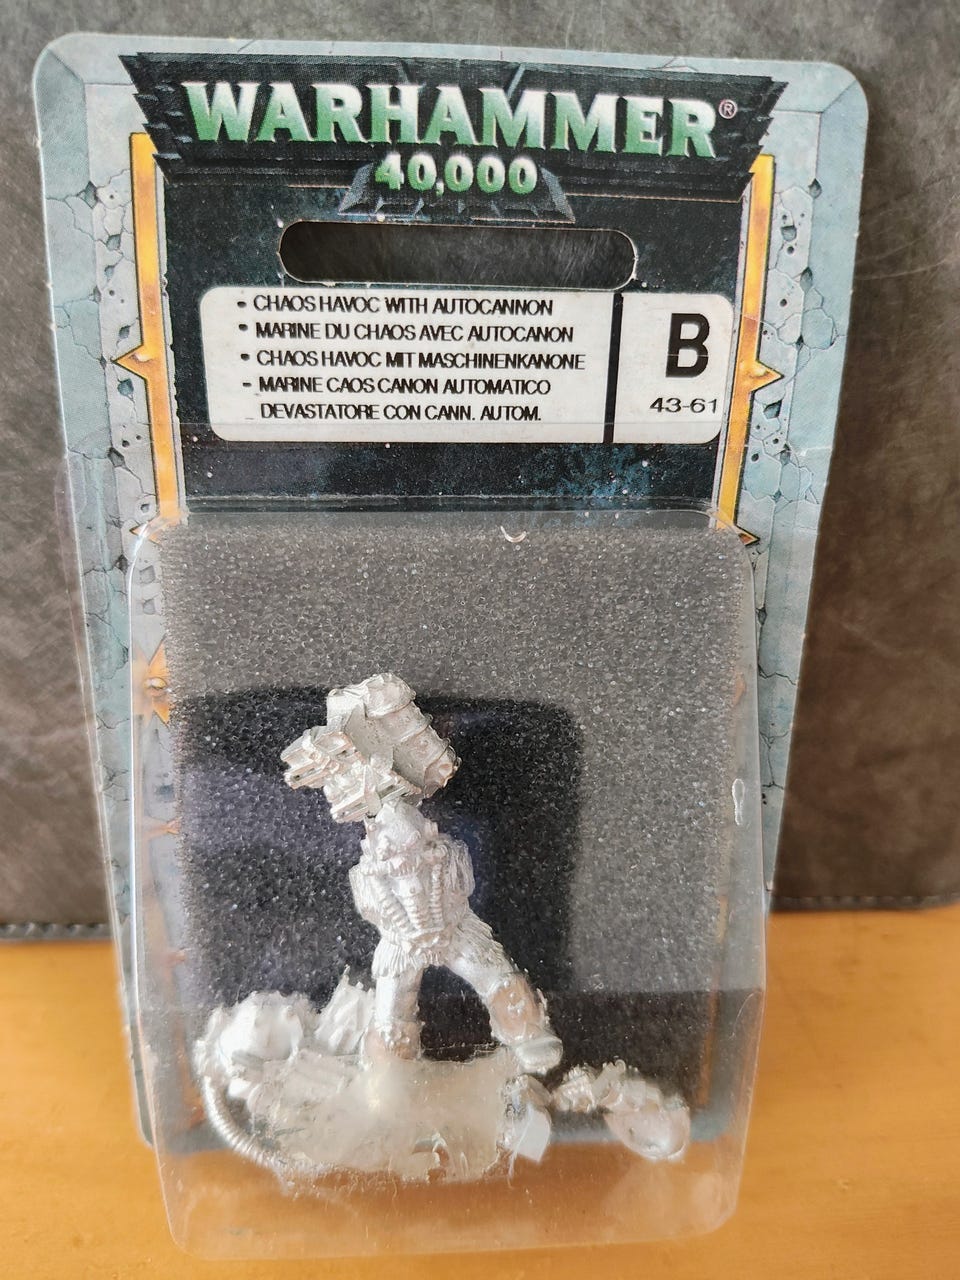 WARHAMMER®
40,000
- CHAOS HAVOC WITH AUTOCANNON
• MARINE DU CHAOS AVEC AUTOCANON
• CHAOS HAVOC MIT MASCHINENKANONE
- MARINE CAOS CANON AUTOMATICO
_ DEVASTATORE CON CANN. AUTOM.
B
43-61